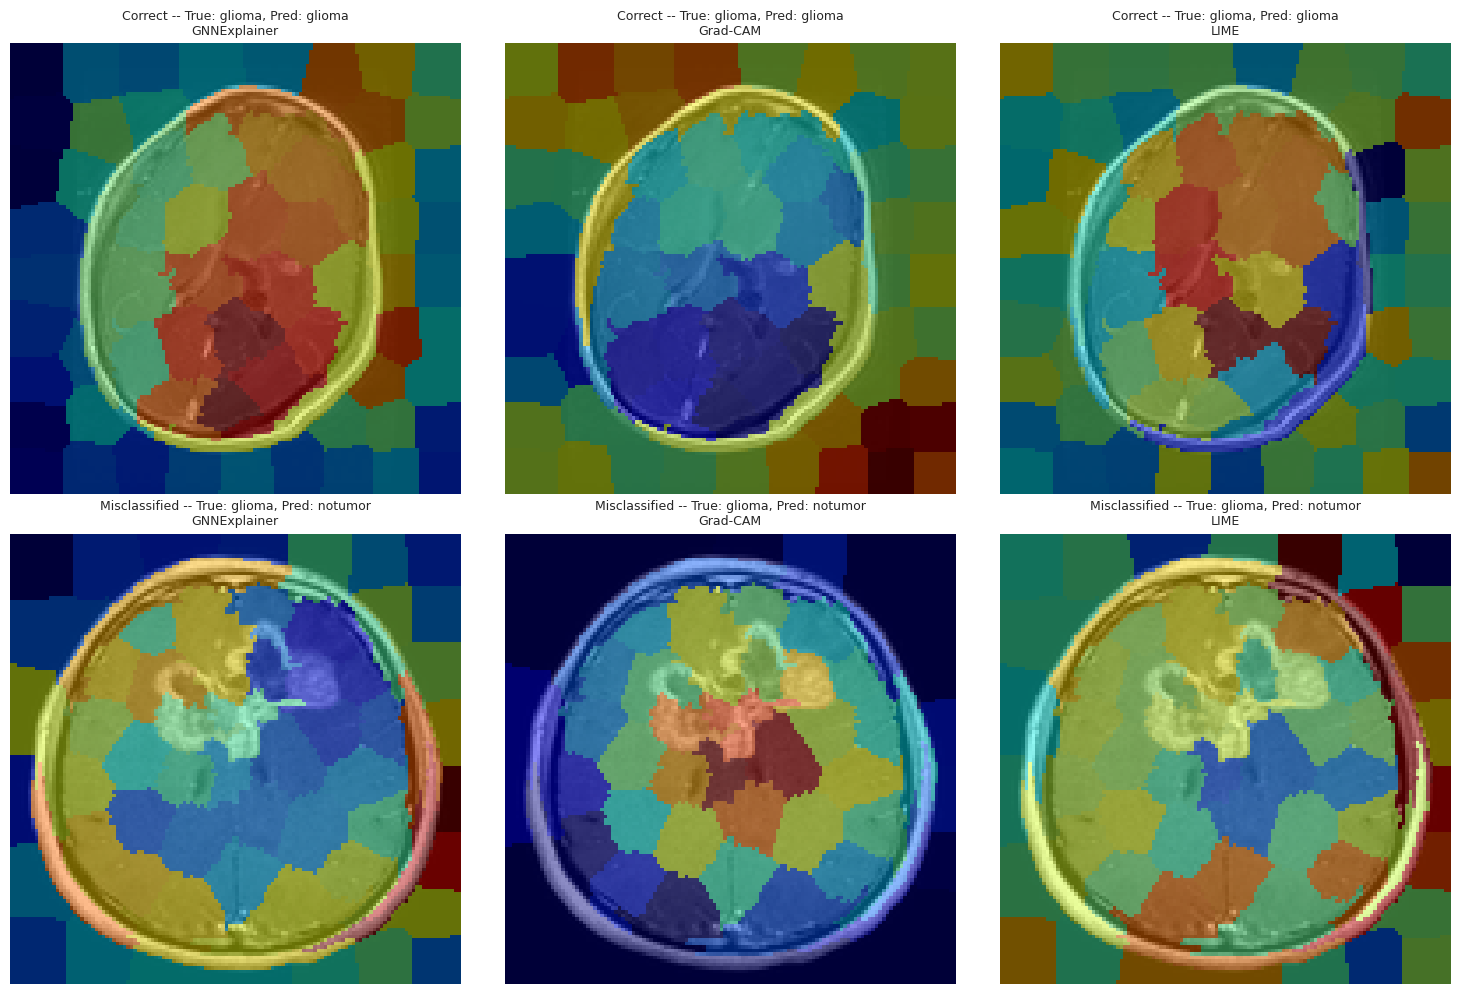 Correct -- True: glioma, Pred: glioma
GNNExplainer
Correct -- True: glioma, Pred: glioma
Grad-CAM
Correct -- True: glioma, Pred: glioma
LIME
Misclassified -- True: glioma, Pred: notumor
GNNExplainer
Misclassified -- True: glioma, Pred: notumor
Grad-CAM
Misclassified -- True: glioma, Pred: notumor
LIME